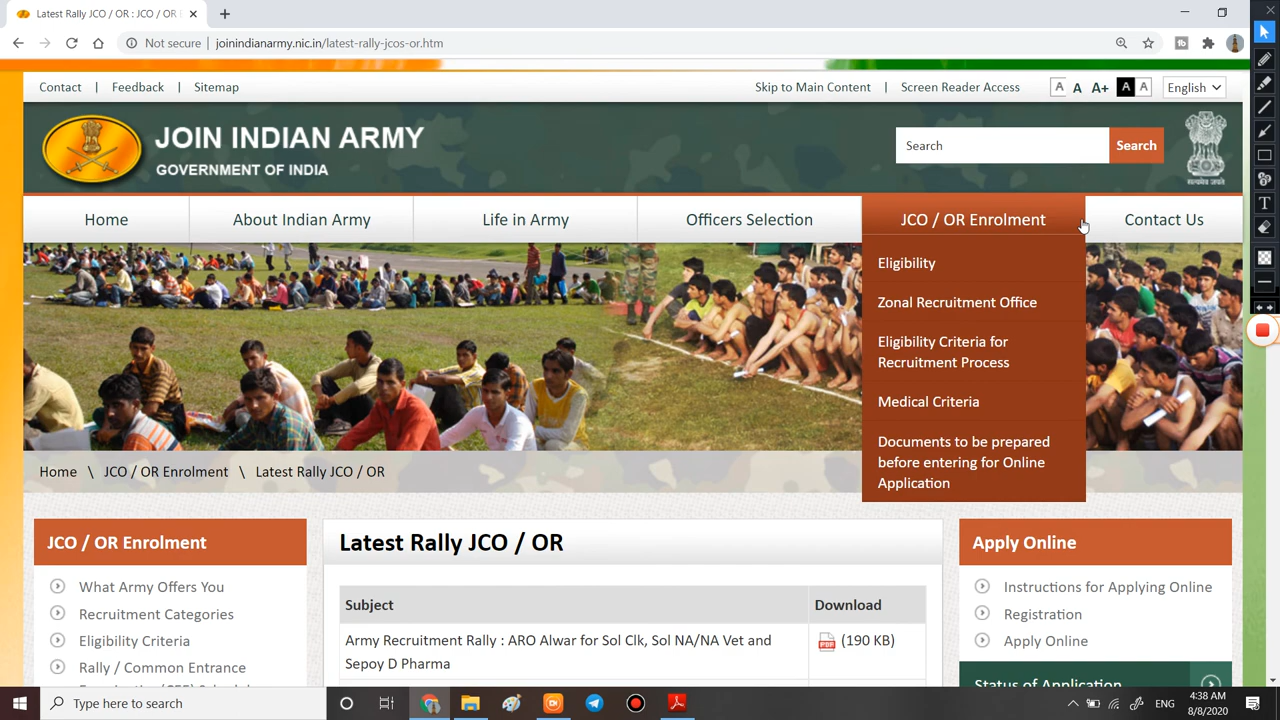 Latest Rally JCO / OR : JCO / OR
Not secure | joinindianarmy.nic.in/latest-rally-jcos-or.htm
Contact | Feedback | Sitemap
Skip to Main Content | Screen Reader Access
A A A+ A A English
JOIN INDIAN ARMY
GOVERNMENT OF INDIA
Search Search
सत्यमेव जयते
Home
About Indian Army
Life in Army
Officers Selection
JCO / OR Enrolment
Contact Us
Eligibility
Zonal Recruitment Office
Eligibility Criteria for
Recruitment Process
Medical Criteria
Documents to be prepared
before entering for Online
Application
Home \ JCO / OR Enrolment \ Latest Rally JCO / OR
JCO / OR Enrolment
What Army Offers You
Recruitment Categories
Eligibility Criteria
Rally / Common Entrance
Latest Rally JCO / OR
Subject Download
Army Recruitment Rally : ARO Alwar for Sol Clk, Sol NA/NA Vet and
Sepoy D Pharma
(190 KB)
Apply Online
Instructions for Applying Online
Registration
Apply Online
Status of Application
Type here to search
ENG
4:38 AM
8/8/2020